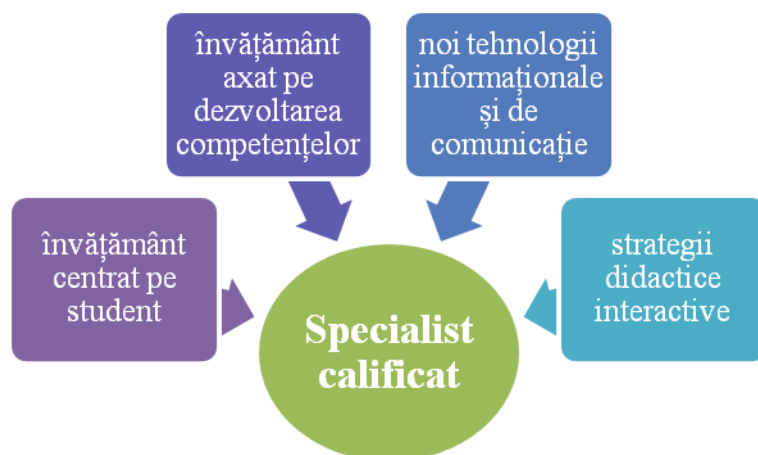 învățământ
axat pe
dezvoltarea
competențelor
noi tehnologii
informaționale
și de
comunicație
învățământ
centrat pe
student
strategii
didactice
interactive
Specialist
calificat